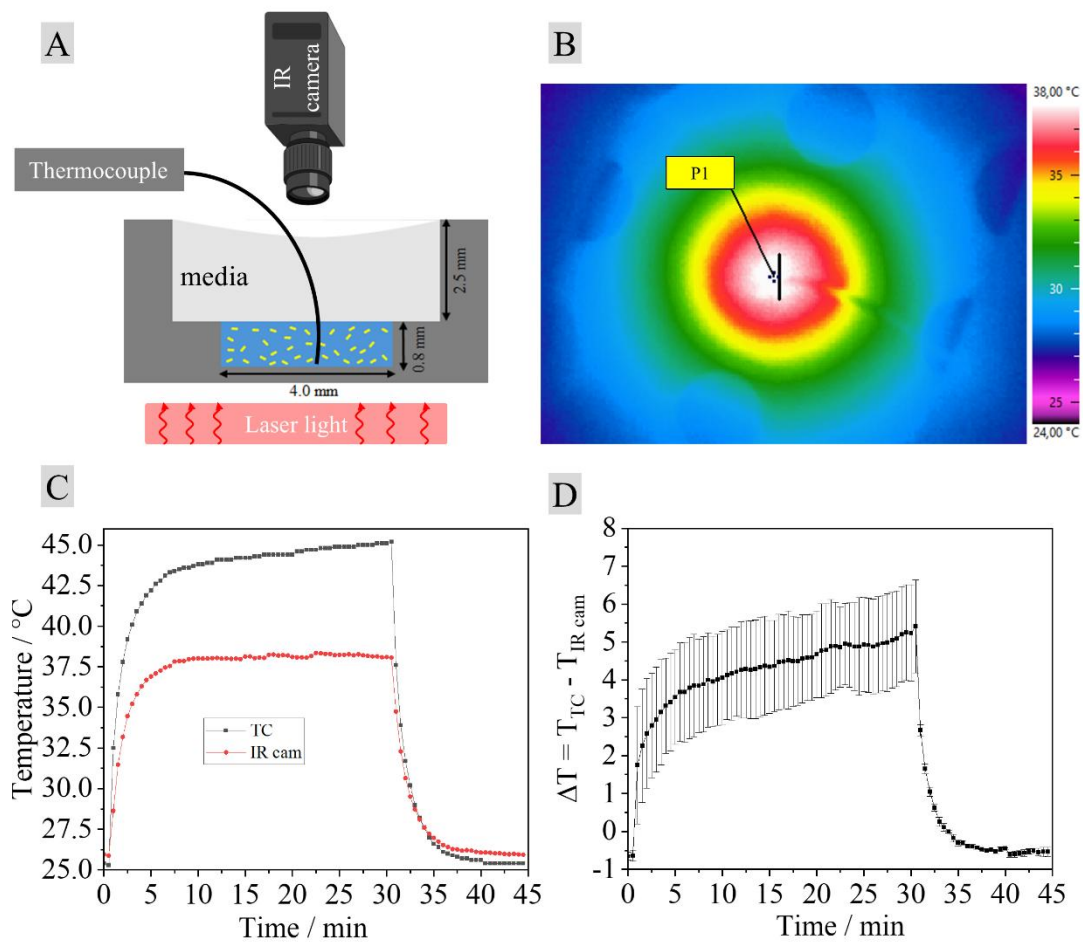 A
IR
camera
Thermocouple
media
2.5 mm
0.8 mm
4.0 mm
Laser light
B
38,00 °C
P1
35
30
25
24,00 °C
C
45.0
42.5
40.0
37.5
35.0
32.5
30.0
27.5
25.0
Temperature / °C
TC
IR cam
0 5 10 15 20 25 30 35 40 45
Time / min
D
8
7
6
5
4
3
2
1
-0
-1
ΔT = T_TC - T_IR cam
0 5 10 15 20 25 30 35 40 45
Time / min